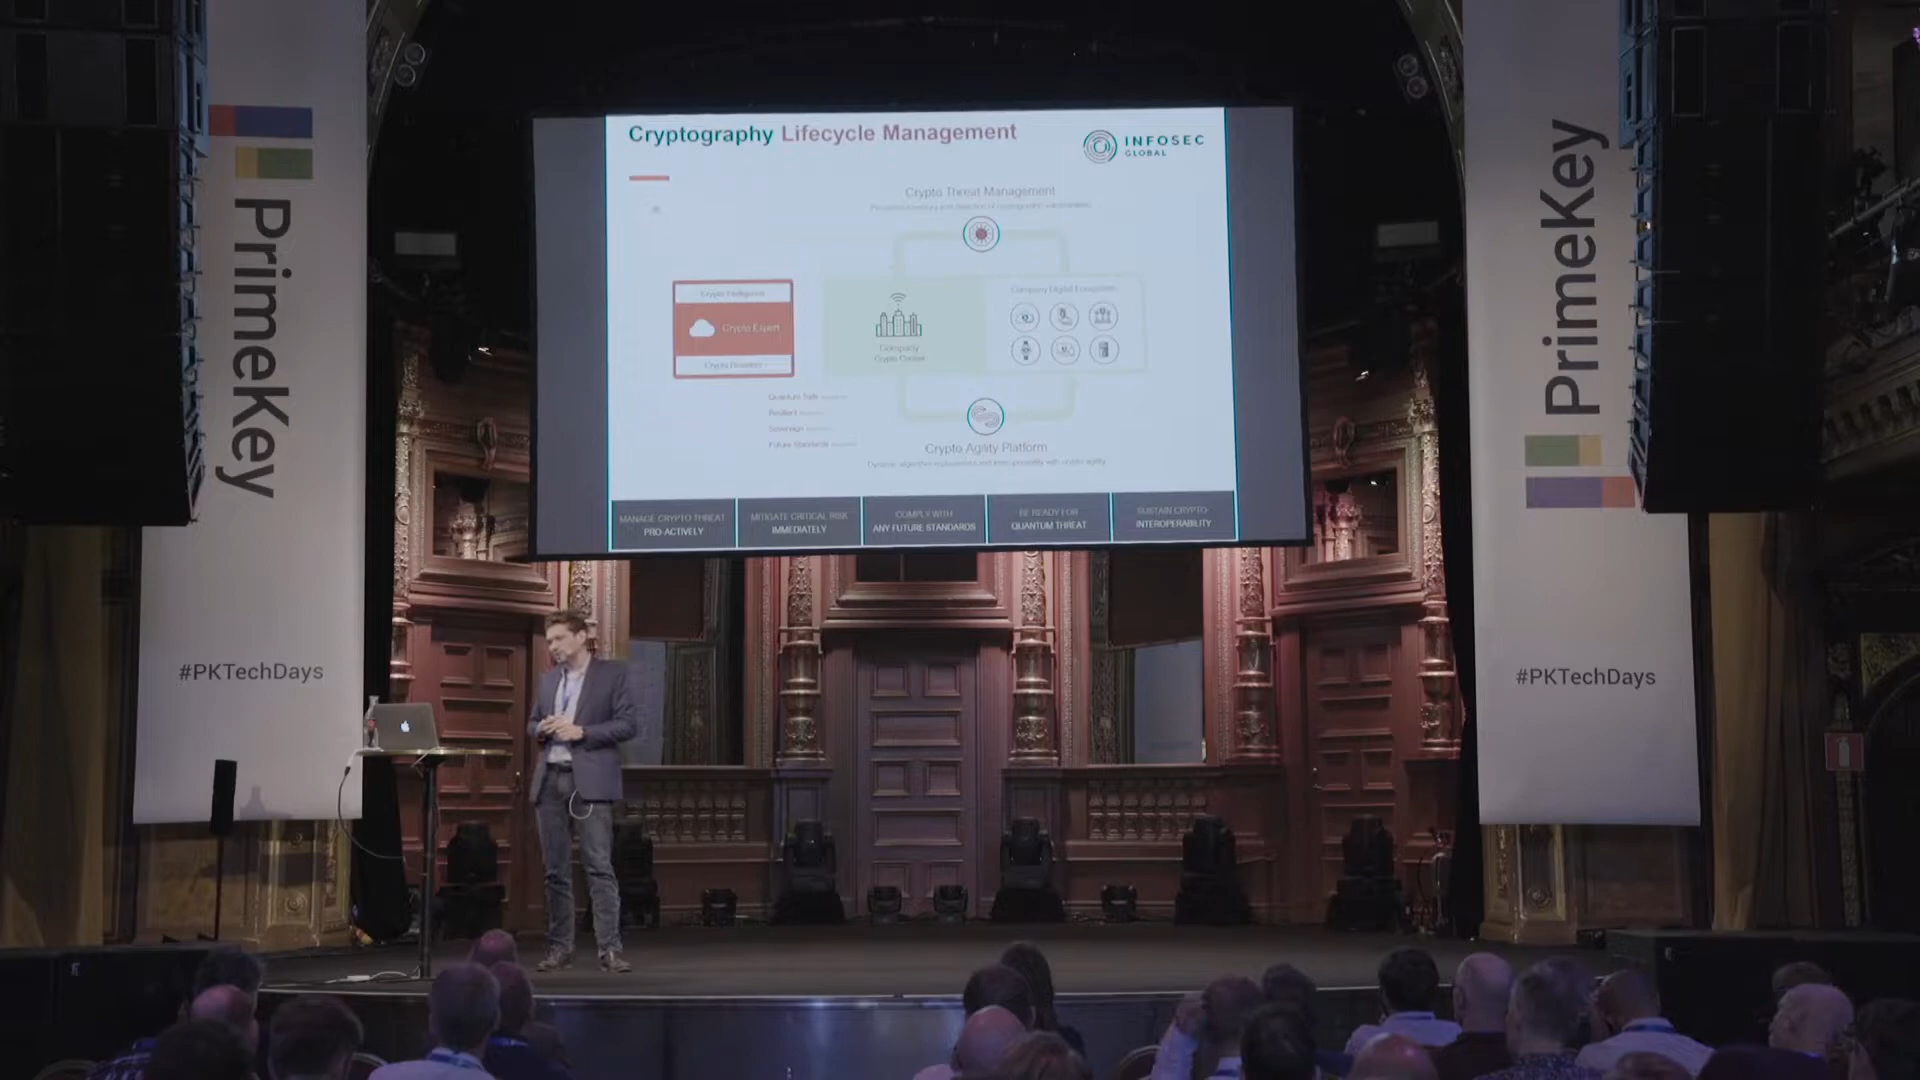 PrimeKey
#PKTechDays
Cryptography Lifecycle Management
INFOSEC
GLOBAL
Crypto Threat Management
Company Digital Ecosystem
Crypto Expert
Company
Crypto Center
Quantum Safe
Resilient
Sovereign
Future Standards
Crypto Agility Platform
MANAGE CRYPTO THREAT
PRO-ACTIVELY
MITIGATE CRITICAL RISK
IMMEDIATELY
COMPLY WITH
ANY FUTURE STANDARDS
BE READY FOR
QUANTUM THREAT
SUSTAIN CRYPTO-
INTEROPERABILITY
PrimeKey
#PKTechDays